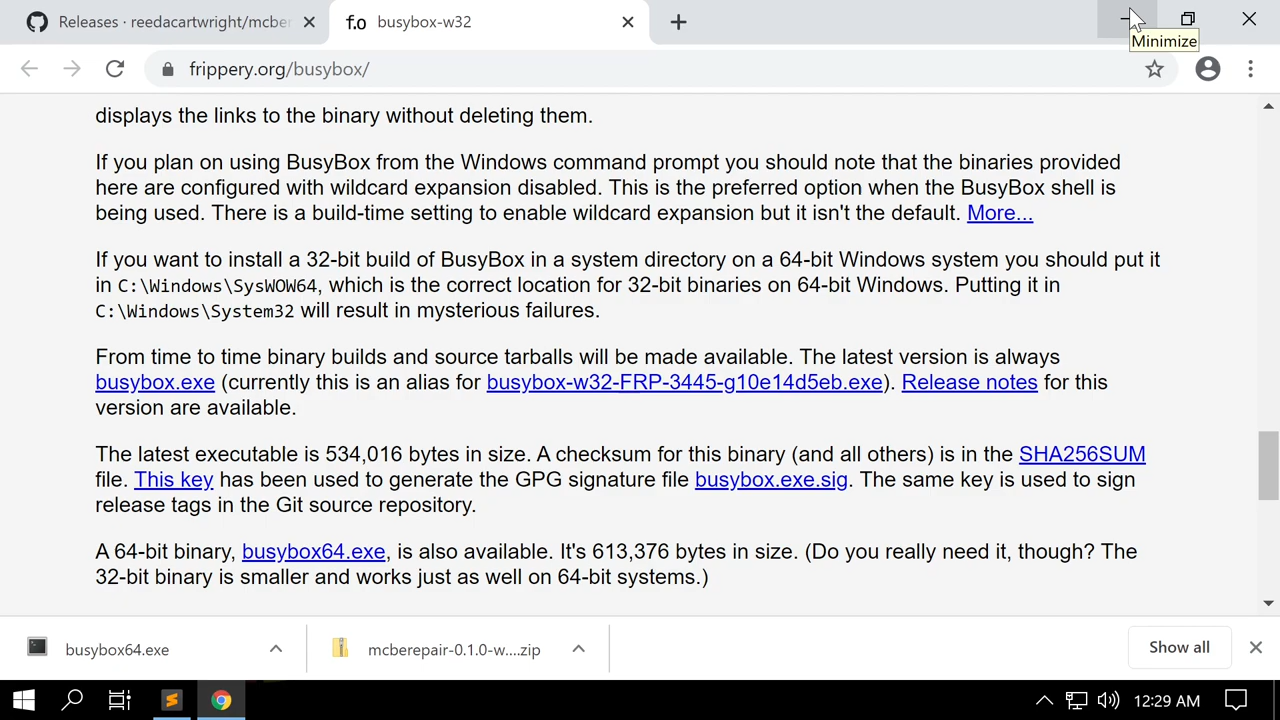 Releases · reedacartwright/mcber
f.o busybox-w32
Minimize
frippery.org/busybox/
displays the links to the binary without deleting them.
If you plan on using BusyBox from the Windows command prompt you should note that the binaries provided
here are configured with wildcard expansion disabled. This is the preferred option when the BusyBox shell is
being used. There is a build-time setting to enable wildcard expansion but it isn't the default. More...
If you want to install a 32-bit build of BusyBox in a system directory on a 64-bit Windows system you should put it
in C:\Windows\SysWOW64, which is the correct location for 32-bit binaries on 64-bit Windows. Putting it in
C:\Windows\System32 will result in mysterious failures.
From time to time binary builds and source tarballs will be made available. The latest version is always
busybox.exe (currently this is an alias for busybox-w32-FRP-3445-g10e14d5eb.exe). Release notes for this
version are available.
The latest executable is 534,016 bytes in size. A checksum for this binary (and all others) is in the SHA256SUM
file. This key has been used to generate the GPG signature file busybox.exe.sig. The same key is used to sign
release tags in the Git source repository.
A 64-bit binary, busybox64.exe, is also available. It's 613,376 bytes in size. (Do you really need it, though? The
32-bit binary is smaller and works just as well on 64-bit systems.)
busybox64.exe
mcberepair-0.1.0-w....zip
Show all
12:29 AM